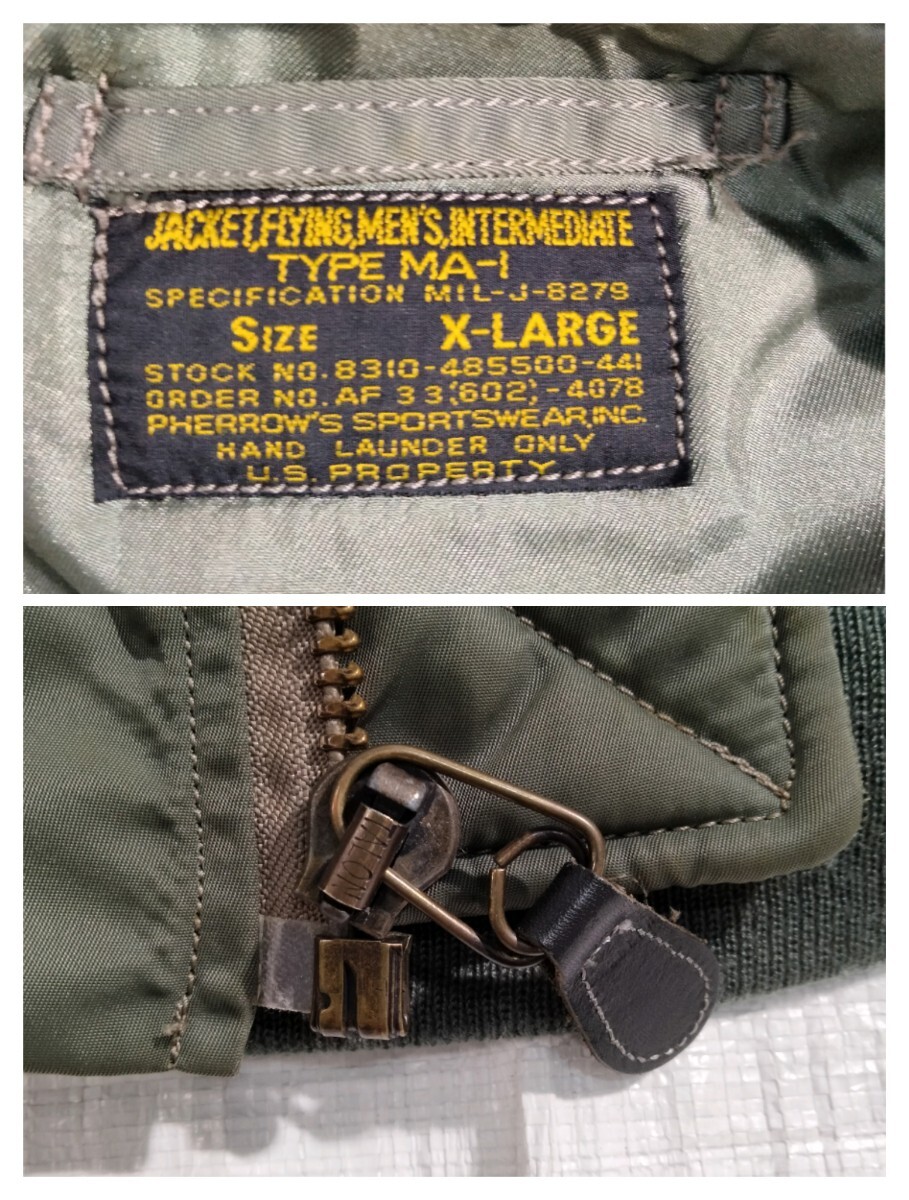 JACKET,FLYING,MEN'S,INTERMEDIATE
TYPE MA-1
SPECIFICATION MIL-J-8279
SIZE X-LARGE
STOCK NO. 8310-485500-441
ORDER NO. AF 33(602),-4078
PHERROW'S SPORTSWEAR,INC.
HAND LAUNDER ONLY
U.S. PROPERTY